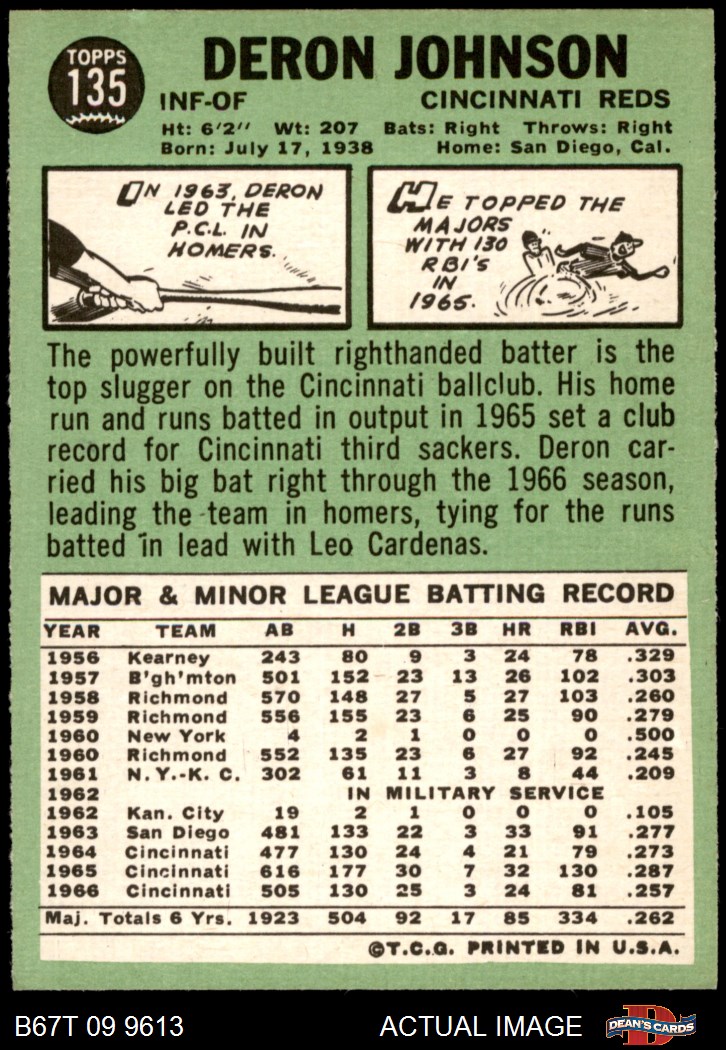 TOPPS
135
DERON JOHNSON
INF-OF CINCINNATI REDS
Ht: 6'2" Wt: 207 Bats: Right Throws: Right
Born: July 17, 1938 Home: San Diego, Cal.
IN 1963, DERON
LED THE
P.C.L. IN
HOMERS.
HE TOPPED THE
MAJORS
WITH 130
RBI'S
IN
1965.
The powerfully built righthanded batter is the
top slugger on the Cincinnati ballclub. His home
run and runs batted in output in 1965 set a club
record for Cincinnati third sackers. Deron car-
ried his big bat right through the 1966 season,
leading the team in homers, tying for the runs
batted in lead with Leo Cardenas.
MAJOR & MINOR LEAGUE BATTING RECORD
YEAR TEAM AB H 2B 3B HR RBI AVG.
1956 Kearney 243 80 9 3 24 78 .329
1957 B'gh'mton 501 152 23 13 26 102 .303
1958 Richmond 570 148 27 5 27 103 .260
1959 Richmond 556 155 23 6 25 90 .279
1960 New York 4 2 1 0 0 0 .500
1960 Richmond 552 135 23 6 27 92 .245
1961 N.Y.-K. C. 302 61 11 3 8 44 .209
1962 IN MILITARY SERVICE
1962 Kan. City 19 2 1 0 0 0 .105
1963 San Diego 481 133 22 3 33 91 .277
1964 Cincinnati 477 130 24 4 21 79 .273
1965 Cincinnati 616 177 30 7 32 130 .287
1966 Cincinnati 505 130 25 3 24 81 .257
Maj. Totals 6 Yrs. 1923 504 92 17 85 334 .262
©T.C.G. PRINTED IN U.S.A.
B67T 09 9613 ACTUAL IMAGE D DEAN'S CARDS